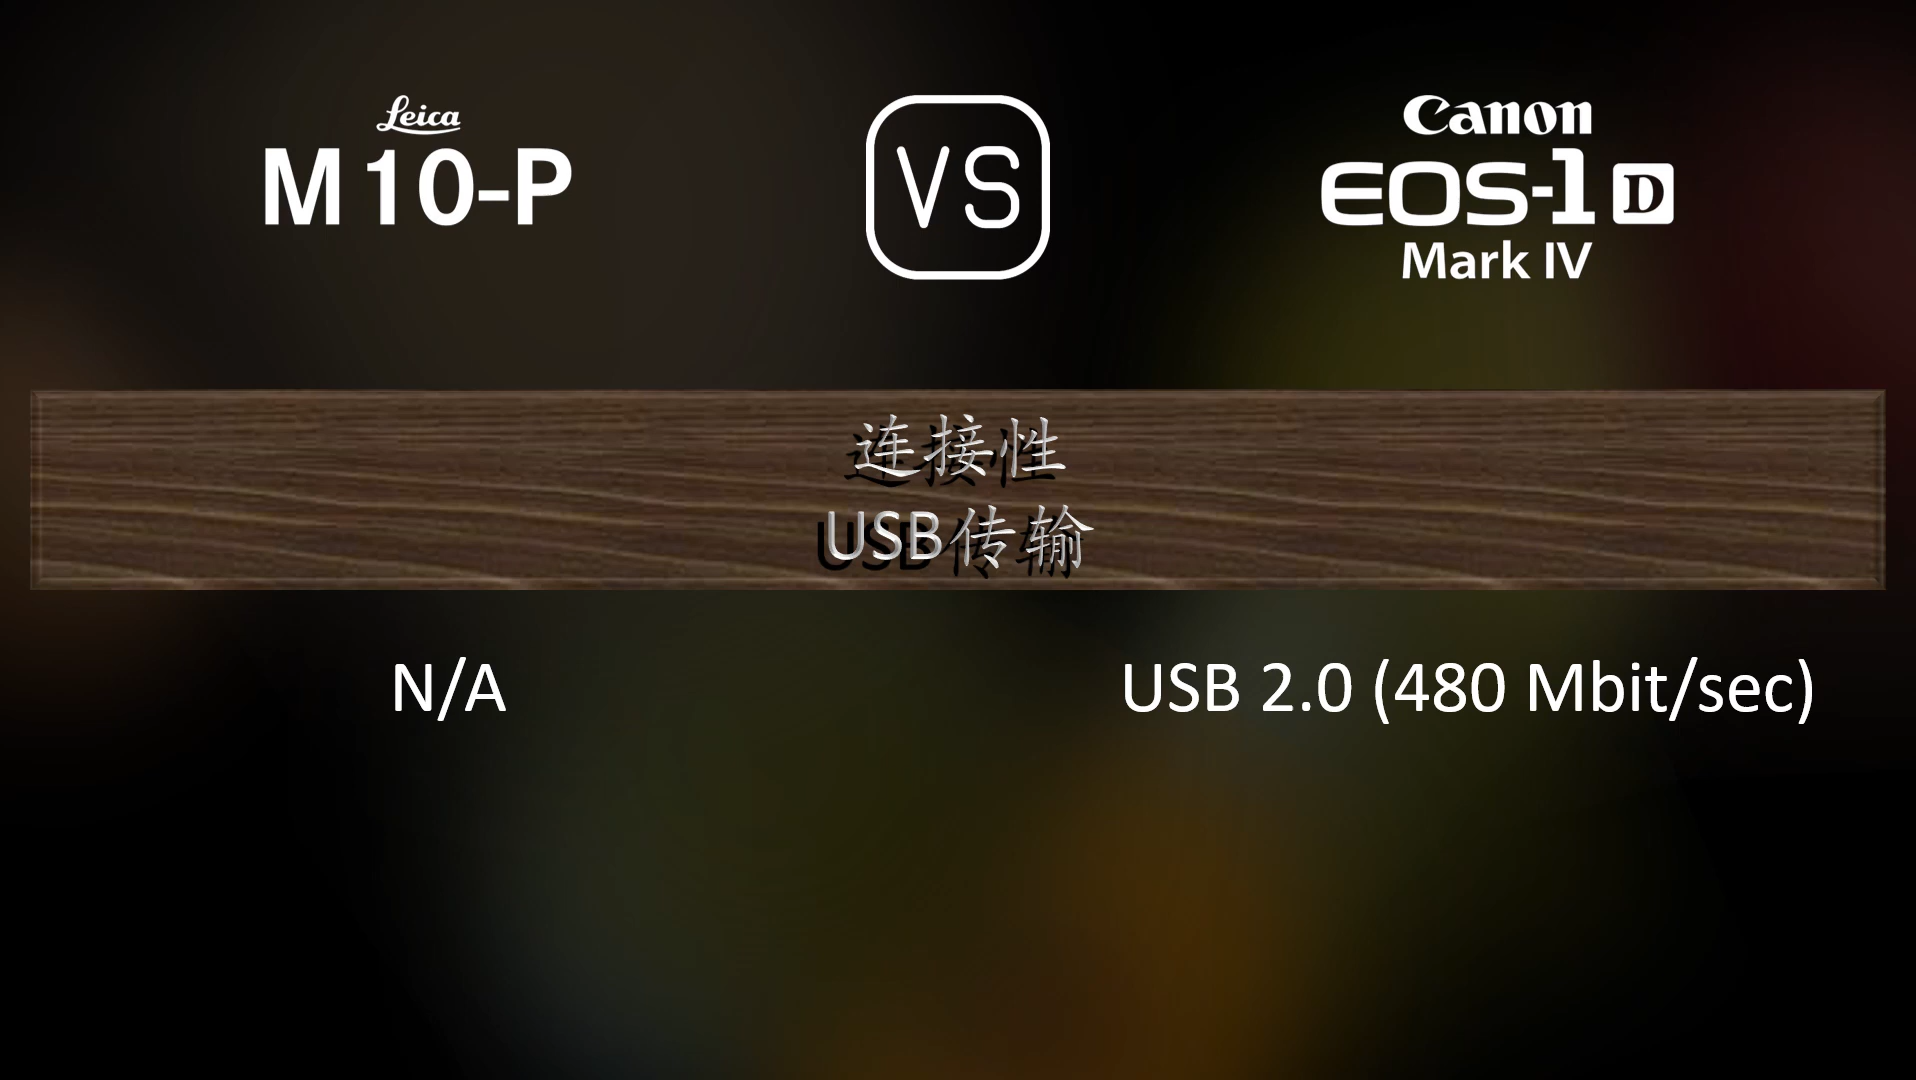 Leica
M10-P
VS
Canon
EOS-1D
Mark IV
连接性
USB传输
N/A
USB 2.0 (480 Mbit/sec)